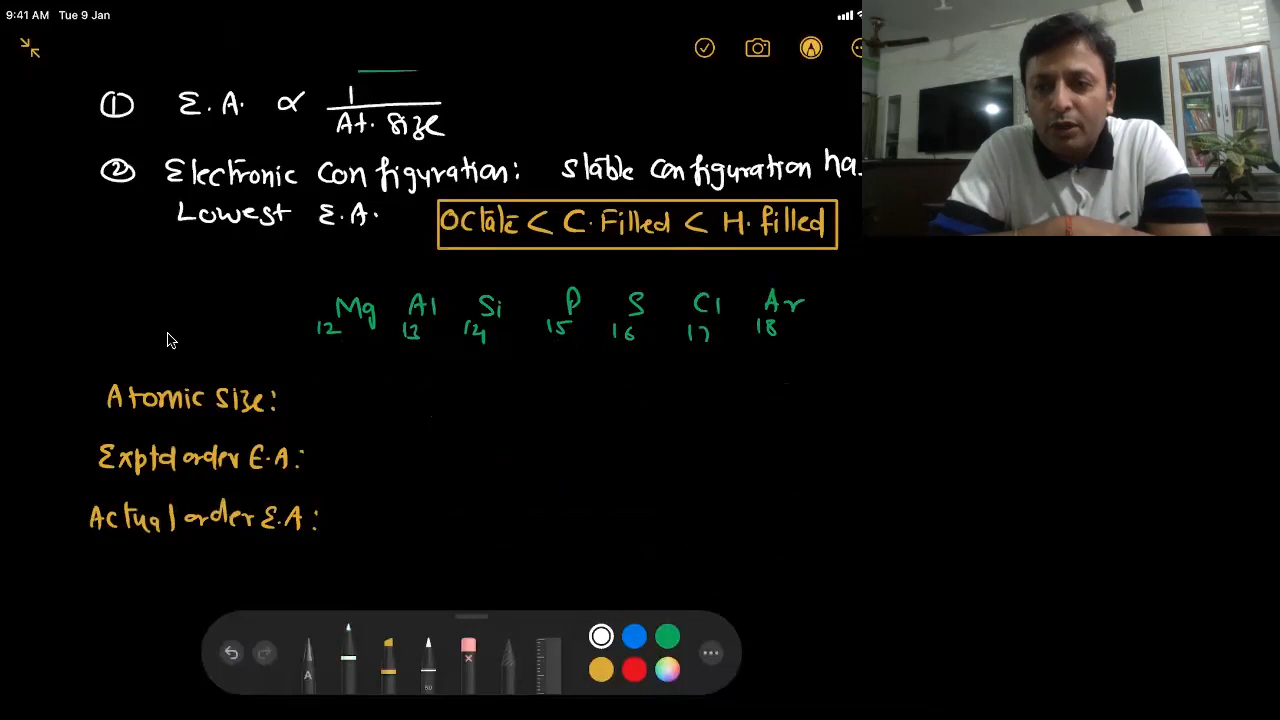 9:41 AM Tue 9 Jan
① E.A. ∝ 1 / At. Size
② Electronic Configuration: Stable Configuration ha
Lowest E.A. Octate < C.Filled < H.filled
Mg Al Si P S Cl Ar
12 13 14 15 16 17 18
Atomic Size:
Exptd order E.A:
Actual order E.A:
A
50